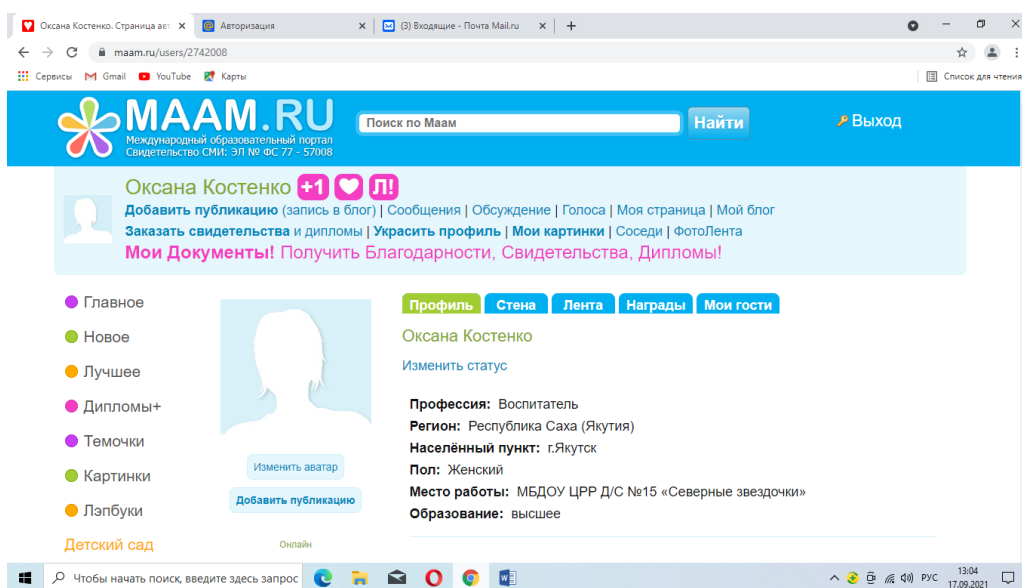 Оксана Костенко. Страница авт
Авторизация
(3) Входящие - Почта Mail.ru
maam.ru/users/2742008
Сервисы Gmail YouTube Карты Список для чтения
MAAM.RU
Международный образовательный портал
Свидетельство СМИ: ЭЛ № ФС 77 - 57008
Поиск по Маам
Найти
Выход
Оксана Костенко +1 Л!
Добавить публикацию (запись в блог) | Сообщения | Обсуждение | Голоса | Моя страница | Мой блог
Заказать свидетельства и дипломы | Украсить профиль | Мои картинки | Соседи | ФотоЛента
Мои Документы! Получить Благодарности, Свидетельства, Дипломы!
Главное
Новое
Лучшее
Дипломы+
Темочки
Картинки
Лэпбуки
Детский сад
Изменить аватар
Добавить публикацию
Онлайн
Профиль Стена Лента Награды Мои гости
Оксана Костенко
Изменить статус
Профессия: Воспитатель
Регион: Республика Саха (Якутия)
Населённый пункт: г.Якутск
Пол: Женский
Место работы: МБДОУ ЦРР Д/С №15 «Северные звездочки»
Образование: высшее
Чтобы начать поиск, введите здесь запрос
РУС
13:04
17.09.2021